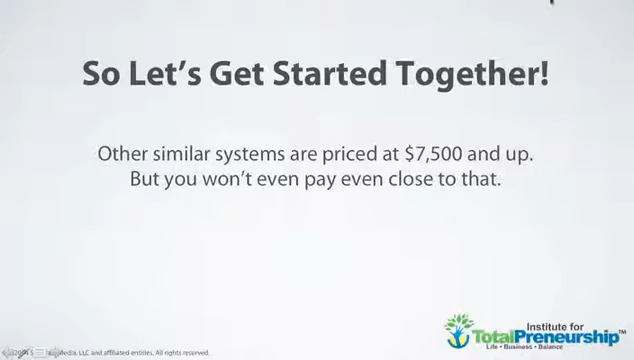 So Let's Get Started Together!
Other similar systems are priced at $7,500 and up.
But you won't even pay even close to that.
Institute for
TotalPreneurship™
Life • Business • Balance
Media, LLC and affiliated entities. All rights reserved.